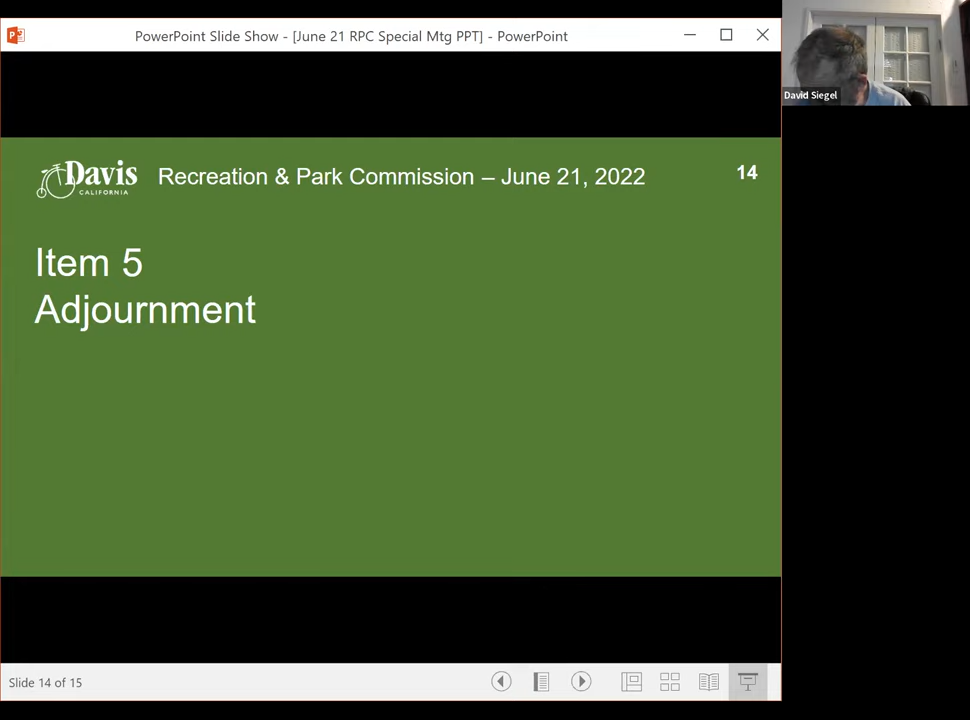 PowerPoint Slide Show - [June 21 RPC Special Mtg PPT] - PowerPoint
David Siegel
Davis
CALIFORNIA
Recreation & Park Commission – June 21, 2022
14
Item 5
Adjournment
Slide 14 of 15